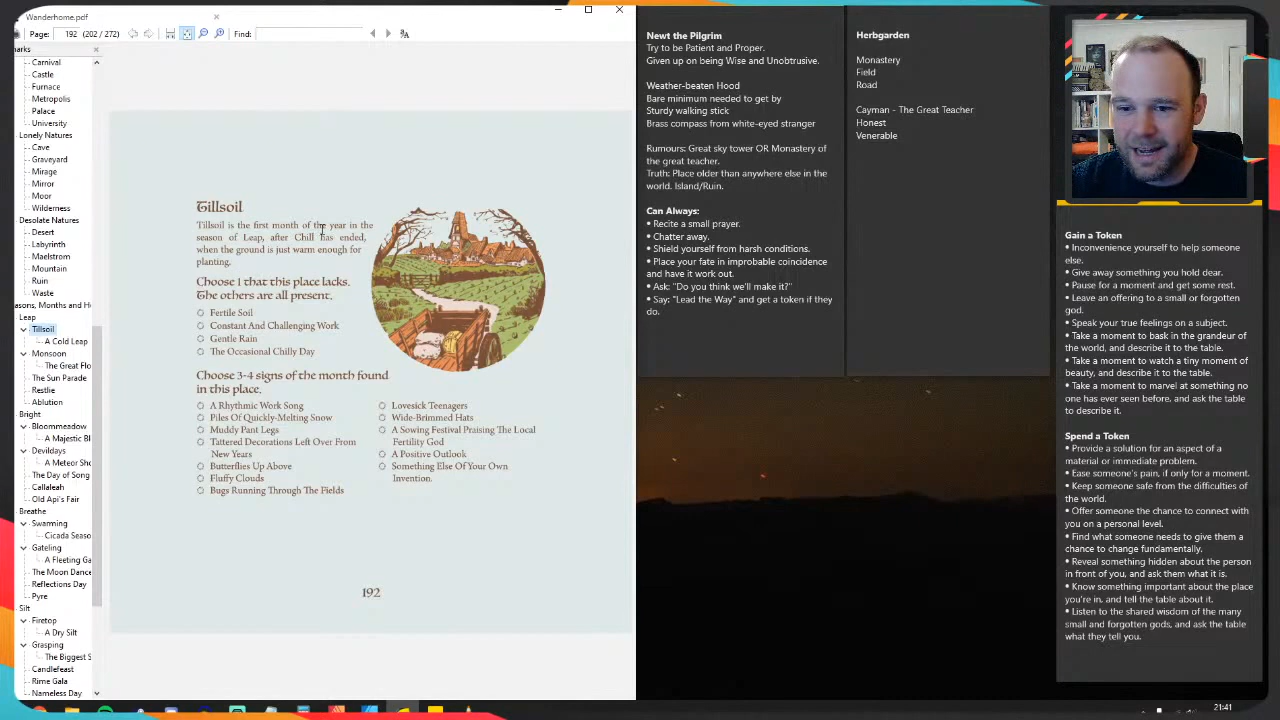 Wanderhome.pdf
Page: 192 (202 / 272) Find:
arks
Carnival
Castle
Furnace
Metropolis
Palace
University
Lonely Natures
Cave
Graveyard
Mirage
Mirror
Moor
Wilderness
Desolate Natures
Desert
Labyrinth
Maelstrom
Mountain
Ruin
Waste
asons, Months and H
Leap
Tillsoil
A Cold Leap
Monsoon
The Great Flo
The Sun Parade
Restlie
Ablution
Bright
Bloommeadow
A Majestic Bl
Devildays
A Meteor Sho
The Day of Song
Callaleah
Old Api's Fair
Breathe
Swarming
Cicada Seaso
Gateling
A Fleeting Ga
The Moon Dance
Reflections Day
Pyre
Silt
Firetop
A Dry Silt
Grasping
The Biggest S
Candlefeast
Rime Gala
Nameless Day
Tillsoil
Tillsoil is the first month of the year in the
season of Leap, after Chill has ended,
when the ground is just warm enough for
planting.
Choose 1 that this place lacks.
The others are all present.
Fertile Soil
Constant And Challenging Work
Gentle Rain
The Occasional Chilly Day
Choose 3-4 signs of the month found
in this place.
A Rhythmic Work Song
Piles Of Quickly-Melting Snow
Muddy Pant Legs
Tattered Decorations Left Over From
New Years
Butterflies Up Above
Fluffy Clouds
Bugs Running Through The Fields
Lovesick Teenagers
Wide-Brimmed Hats
A Sowing Festival Praising The Local
Fertility God
A Positive Outlook
Something Else Of Your Own
Invention.
192
Newt the Pilgrim
Try to be Patient and Proper.
Given up on being Wise and Unobtrusive.
Weather-beaten Hood
Bare minimum needed to get by
Sturdy walking stick
Brass compass from white-eyed stranger
Rumours: Great sky tower OR Monastery of
the great teacher.
Truth: Place older than anywhere else in the
world. Island/Ruin.
Can Always:
• Recite a small prayer.
• Chatter away.
• Shield yourself from harsh conditions.
• Place your fate in improbable coincidence
and have it work out.
• Ask: "Do you think we'll make it?"
• Say: "Lead the Way" and get a token if they
do.
Herbgarden
Monastery
Field
Road
Cayman - The Great Teacher
Honest
Venerable
Gain a Token
• Inconvenience yourself to help someone
else.
• Give away something you hold dear.
• Pause for a moment and get some rest.
• Leave an offering to a small or forgotten
god.
• Speak your true feelings on a subject.
• Take a moment to bask in the grandeur of
the world, and describe it to the table.
• Take a moment to watch a tiny moment of
beauty, and describe it to the table.
• Take a moment to marvel at something no
one has ever seen before, and ask the table
to describe it.
Spend a Token
• Provide a solution for an aspect of a
material or immediate problem.
• Ease someone's pain, if only for a moment.
• Keep someone safe from the difficulties of
the world.
• Offer someone the chance to connect with
you on a personal level.
• Find what someone needs to give them a
chance to change fundamentally.
• Reveal something hidden about the person
in front of you, and ask them what it is.
• Know something important about the place
you're in, and tell the table about it.
• Listen to the shared wisdom of the many
small and forgotten gods, and ask the table
what they tell you.
21:41